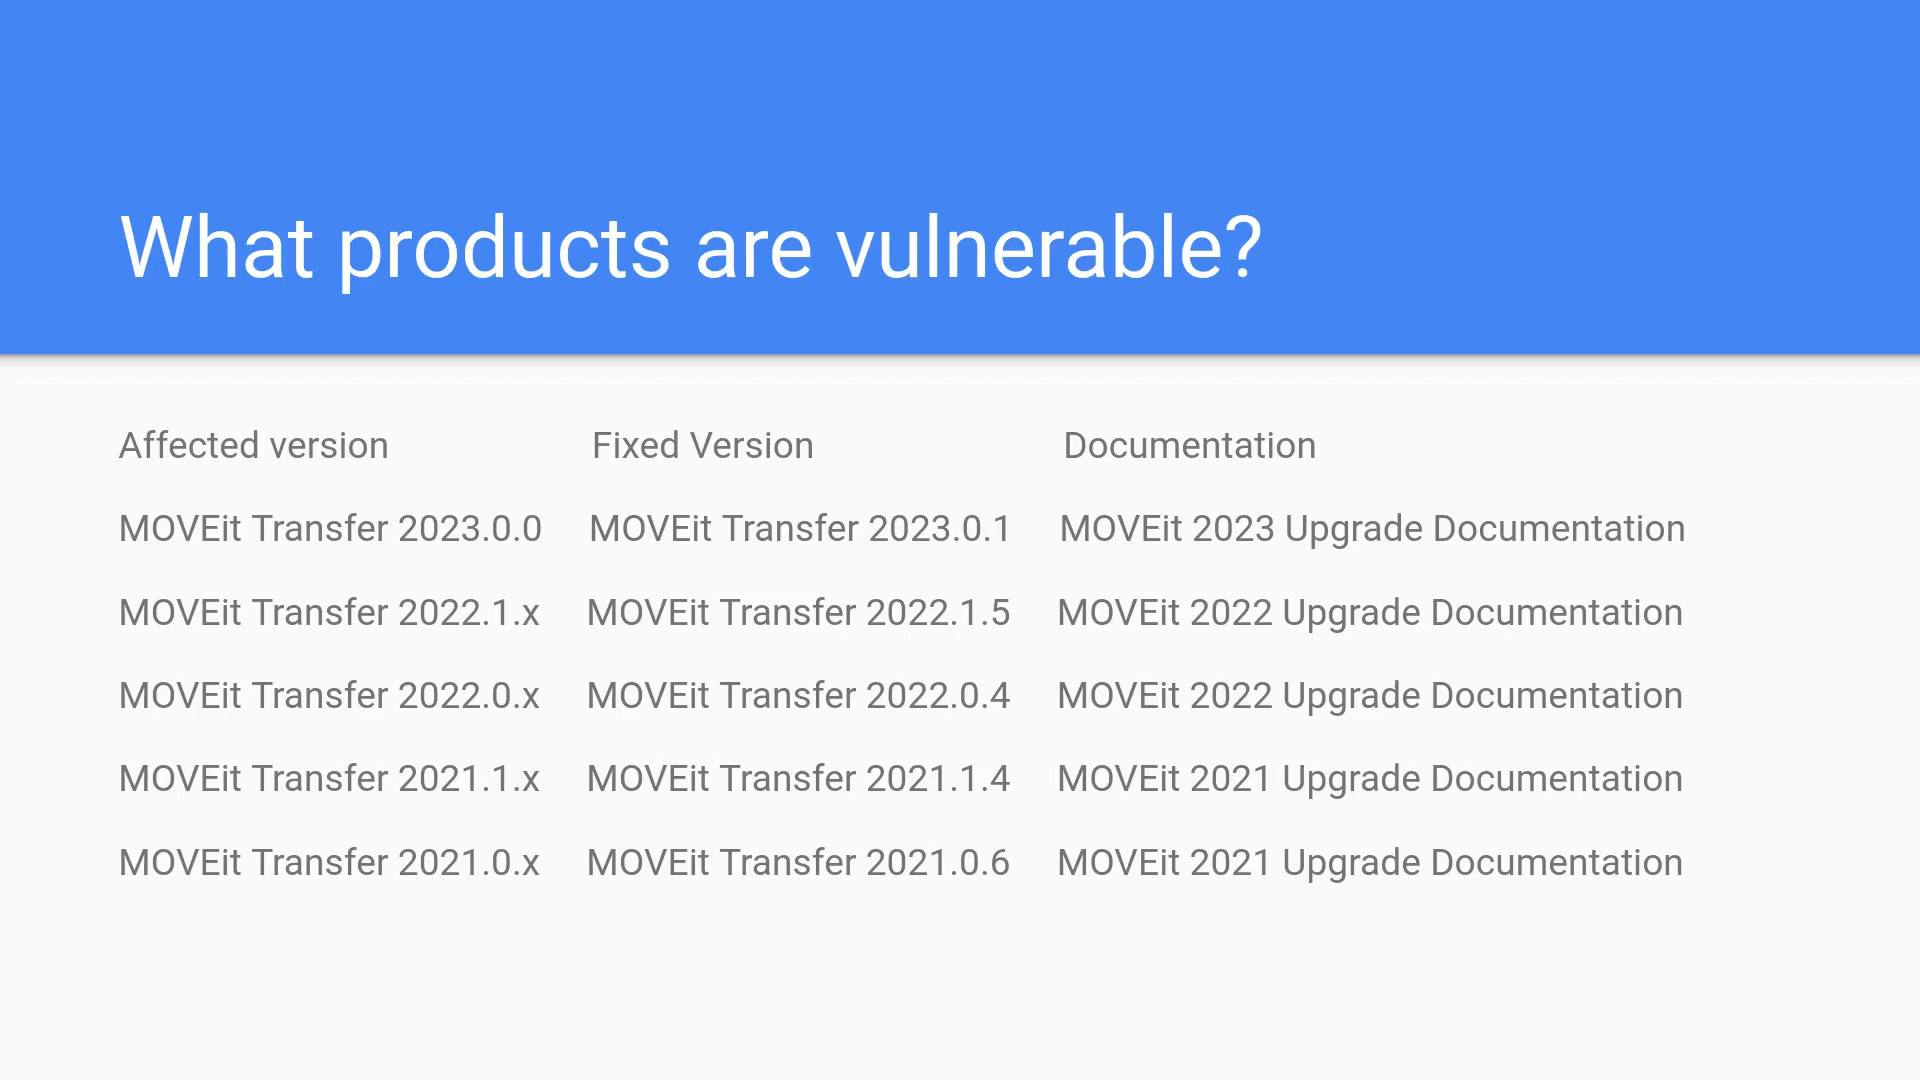 What products are vulnerable?
Affected version Fixed Version Documentation
MOVEit Transfer 2023.0.0 MOVEit Transfer 2023.0.1 MOVEit 2023 Upgrade Documentation
MOVEit Transfer 2022.1.x MOVEit Transfer 2022.1.5 MOVEit 2022 Upgrade Documentation
MOVEit Transfer 2022.0.x MOVEit Transfer 2022.0.4 MOVEit 2022 Upgrade Documentation
MOVEit Transfer 2021.1.x MOVEit Transfer 2021.1.4 MOVEit 2021 Upgrade Documentation
MOVEit Transfer 2021.0.x MOVEit Transfer 2021.0.6 MOVEit 2021 Upgrade Documentation